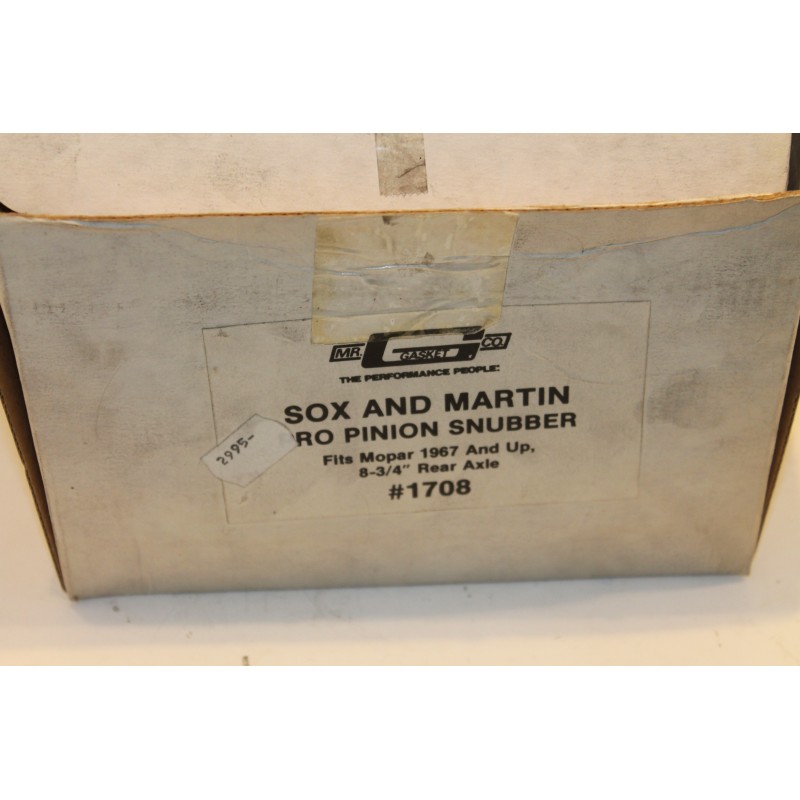 MR. GASKET CO.
THE PERFORMANCE PEOPLE:
SOX AND MARTIN
RO PINION SNUBBER
2995-
Fits Mopar 1967 And Up,
8-3/4" Rear Axle
#1708